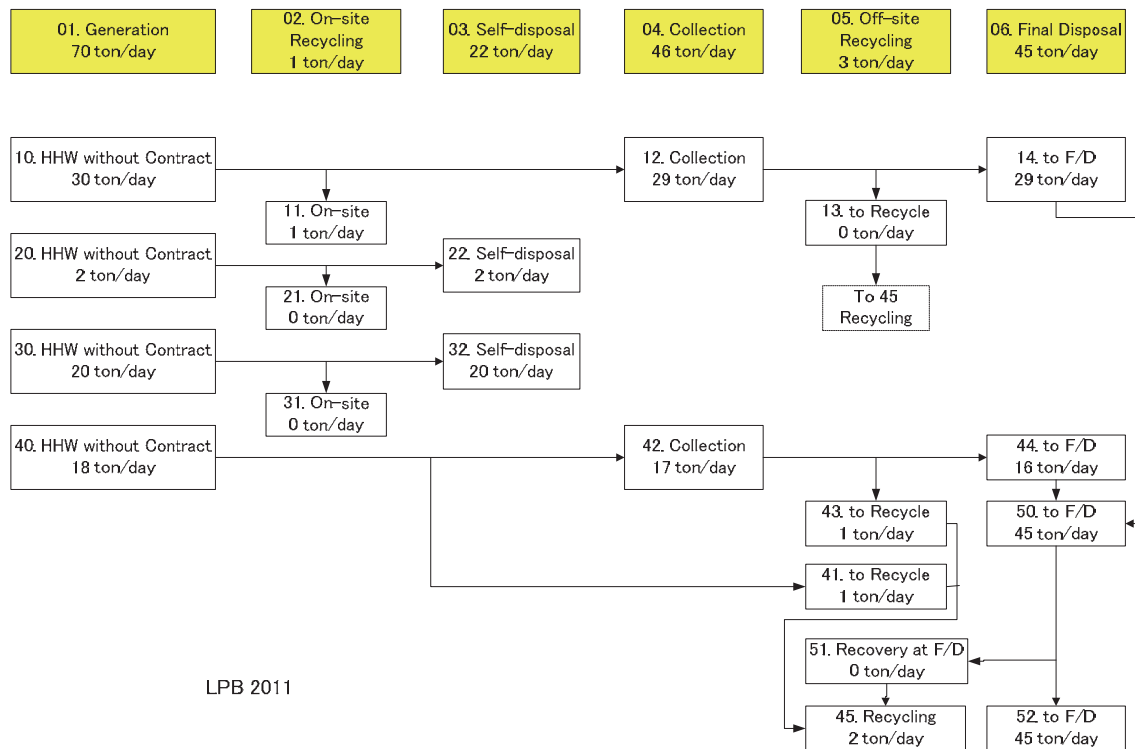 01. Generation
70 ton/day
02. On-site
Recycling
1 ton/day
03. Self-disposal
22 ton/day
04. Collection
46 ton/day
05. Off-site
Recycling
3 ton/day
06. Final Disposal
45 ton/day
10. HHW without Contract
30 ton/day
12. Collection
29 ton/day
14. to F/D
29 ton/day
11. On-site
1 ton/day
13. to Recycle
0 ton/day
20. HHW without Contract
2 ton/day
22. Self-disposal
2 ton/day
21. On-site
0 ton/day
To 45
Recycling
30. HHW without Contract
20 ton/day
32. Self-disposal
20 ton/day
31. On-site
0 ton/day
40. HHW without Contract
18 ton/day
42. Collection
17 ton/day
44. to F/D
16 ton/day
43. to Recycle
1 ton/day
50. to F/D
45 ton/day
41. to Recycle
1 ton/day
51. Recovery at F/D
0 ton/day
LPB 2011
45. Recycling
2 ton/day
52. to F/D
45 ton/day